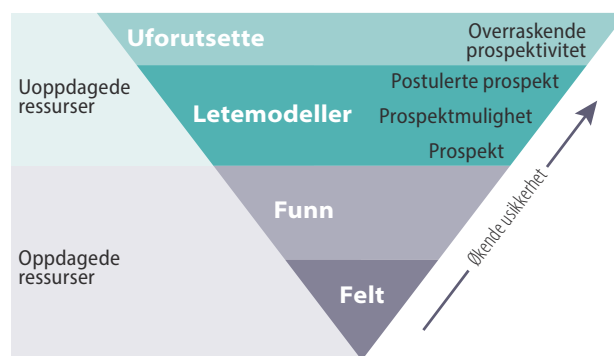 Uforutsette
Overraskende
prospektivitet
Uoppdagede
ressurser
Letemodeller
Postulerte prospekt
Prospektmulighet
Prospekt
Økende usikkerhet
Funn
Oppdagede
ressurser
Felt